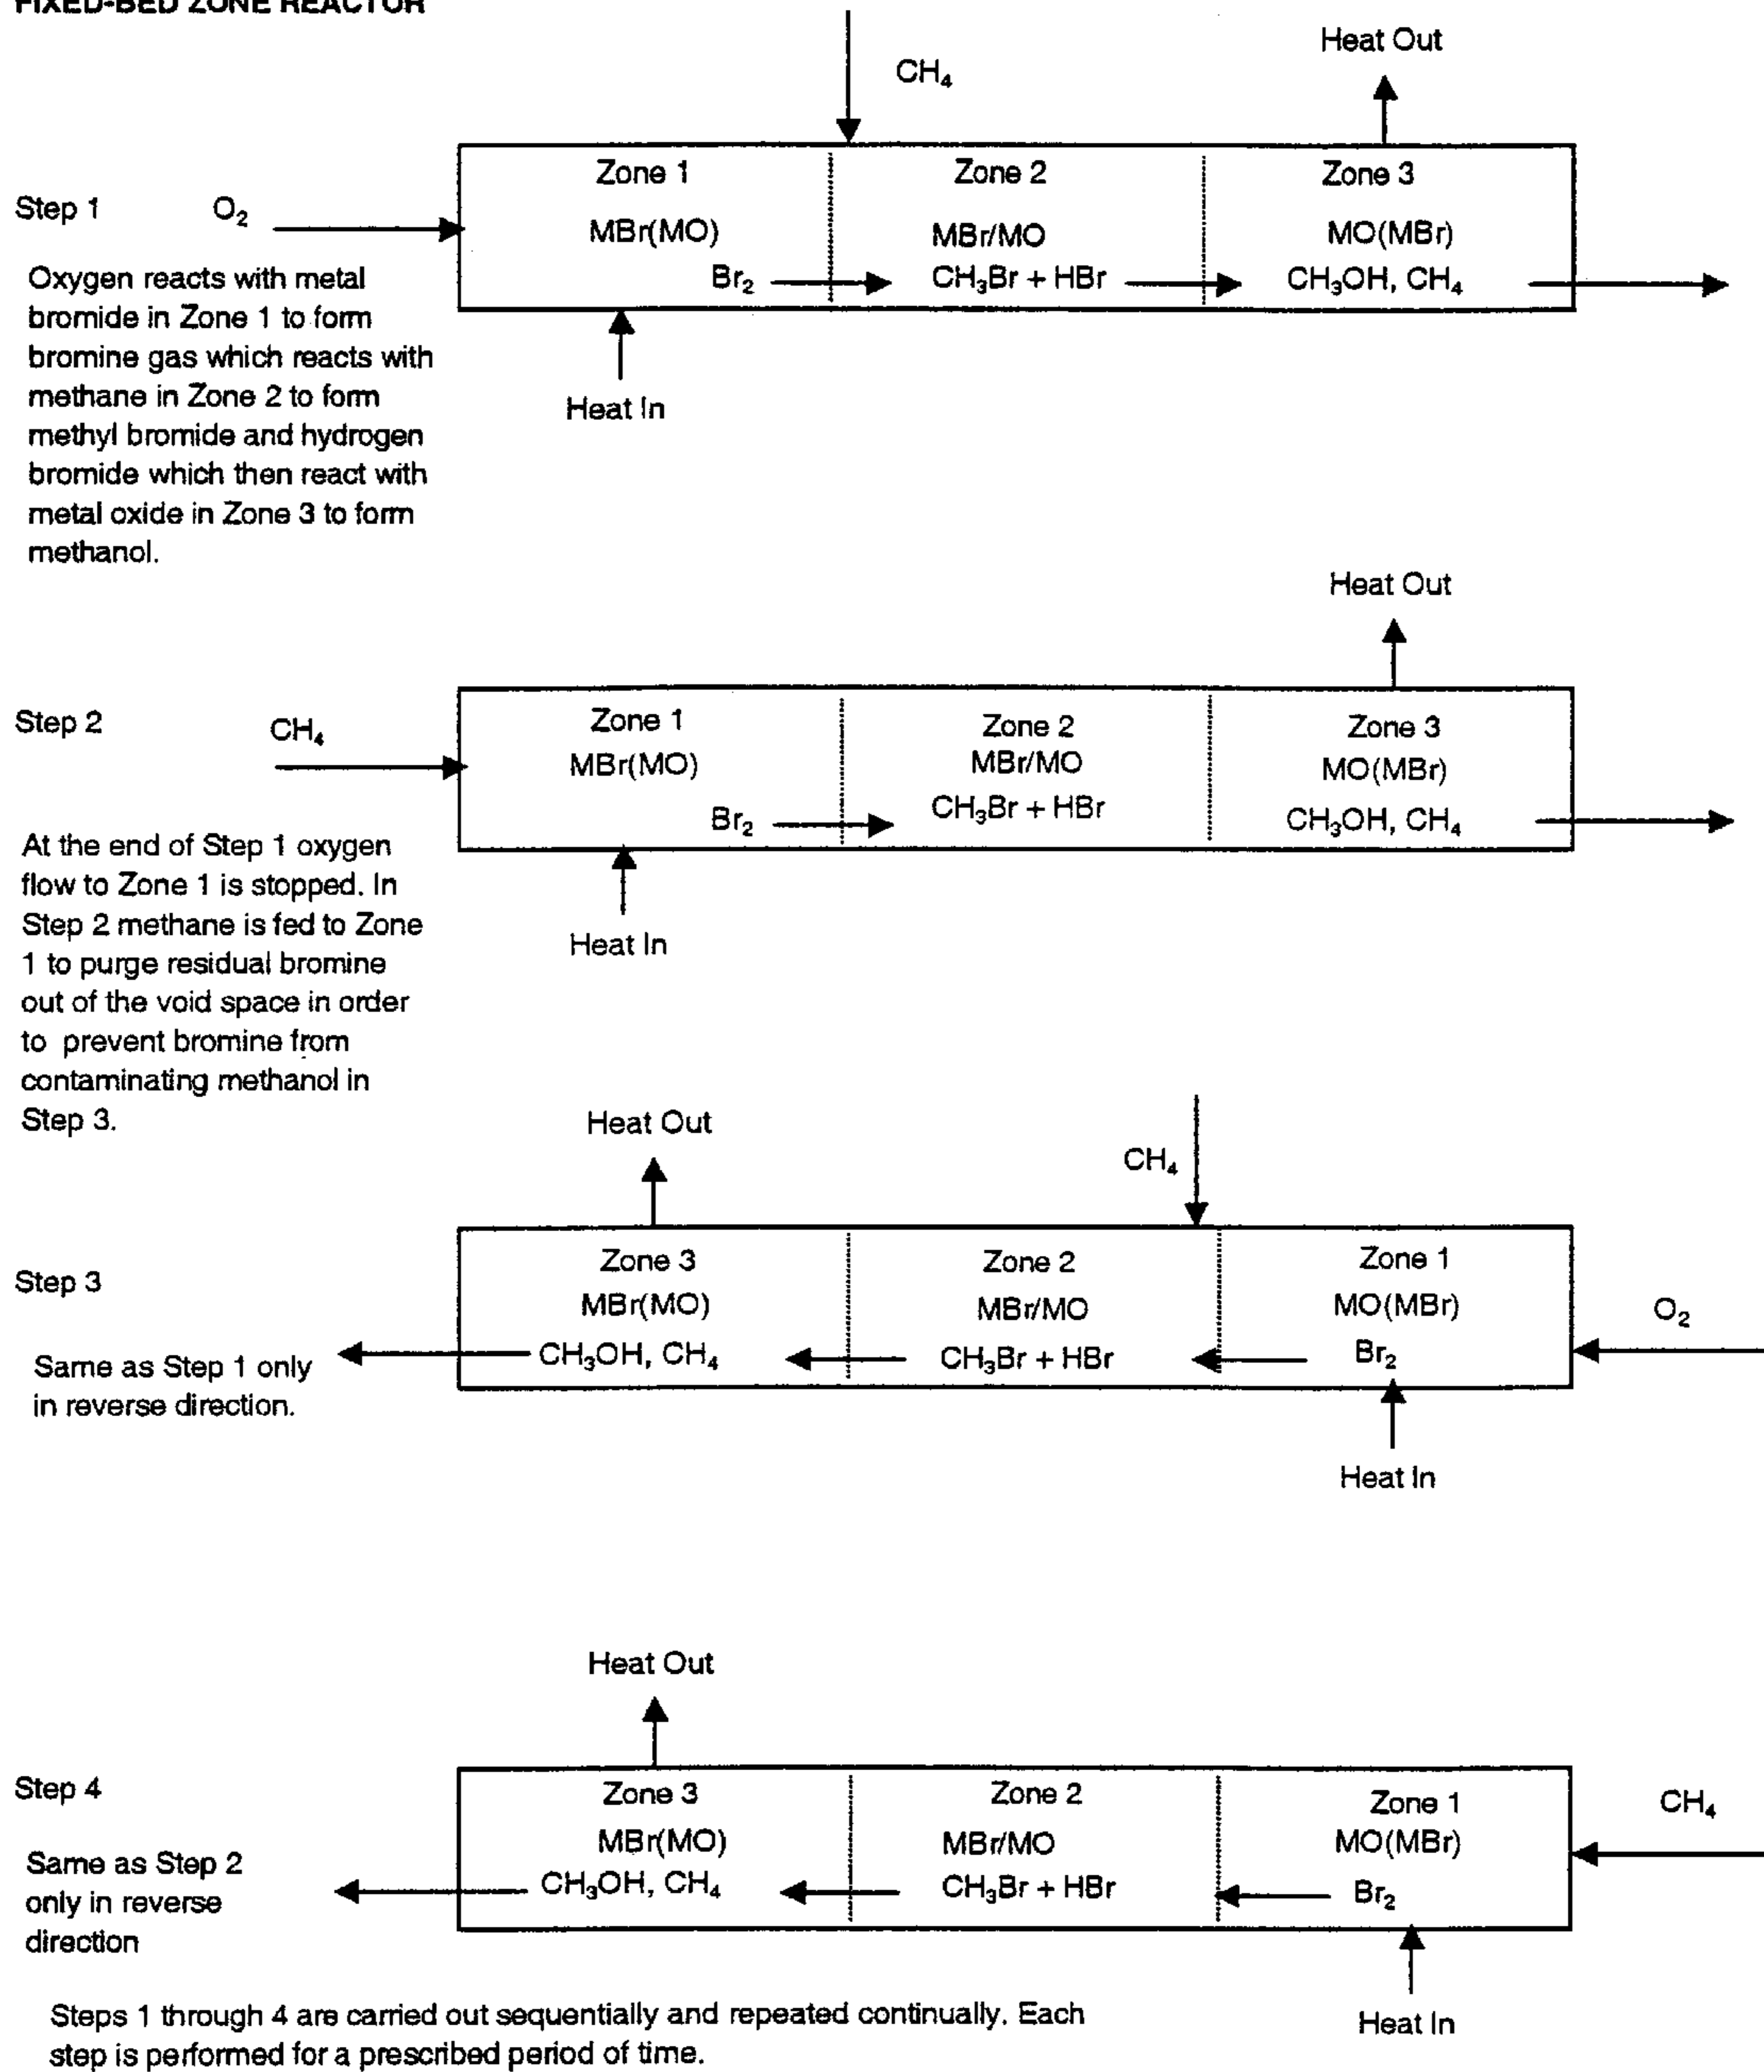 FIXED-BED ZONE REACTOR
CH₄
Heat Out
Zone 1
Zone 2
Zone 3
Step 1
O₂
MBr(MO)
MBr/MO
MO(MBr)
Br₂
CH₃Br + HBr
CH₃OH, CH₄
Heat In
Oxygen reacts with metal
bromide in Zone 1 to form
bromine gas which reacts with
methane in Zone 2 to form
methyl bromide and hydrogen
bromide which then react with
metal oxide in Zone 3 to form
methanol.
Heat Out
Step 2
CH₄
Zone 1
Zone 2
Zone 3
MBr(MO)
MBr/MO
MO(MBr)
Br₂
CH₃Br + HBr
CH₃OH, CH₄
Heat In
At the end of Step 1 oxygen
flow to Zone 1 is stopped. In
Step 2 methane is fed to Zone
1 to purge residual bromine
out of the void space in order
to prevent bromine from
contaminating methanol in
Step 3.
Heat Out
CH₄
Step 3
Zone 3
Zone 2
Zone 1
MBr(MO)
MBr/MO
MO(MBr)
O₂
CH₃OH, CH₄
CH₃Br + HBr
Br₂
Same as Step 1 only
in reverse direction.
Heat In
Heat Out
Step 4
Zone 3
Zone 2
Zone 1
CH₄
MBr(MO)
MBr/MO
MO(MBr)
CH₃OH, CH₄
CH₃Br + HBr
Br₂
Same as Step 2
only in reverse
direction
Heat In
Steps 1 through 4 are carried out sequentially and repeated continually. Each
step is performed for a prescribed period of time.